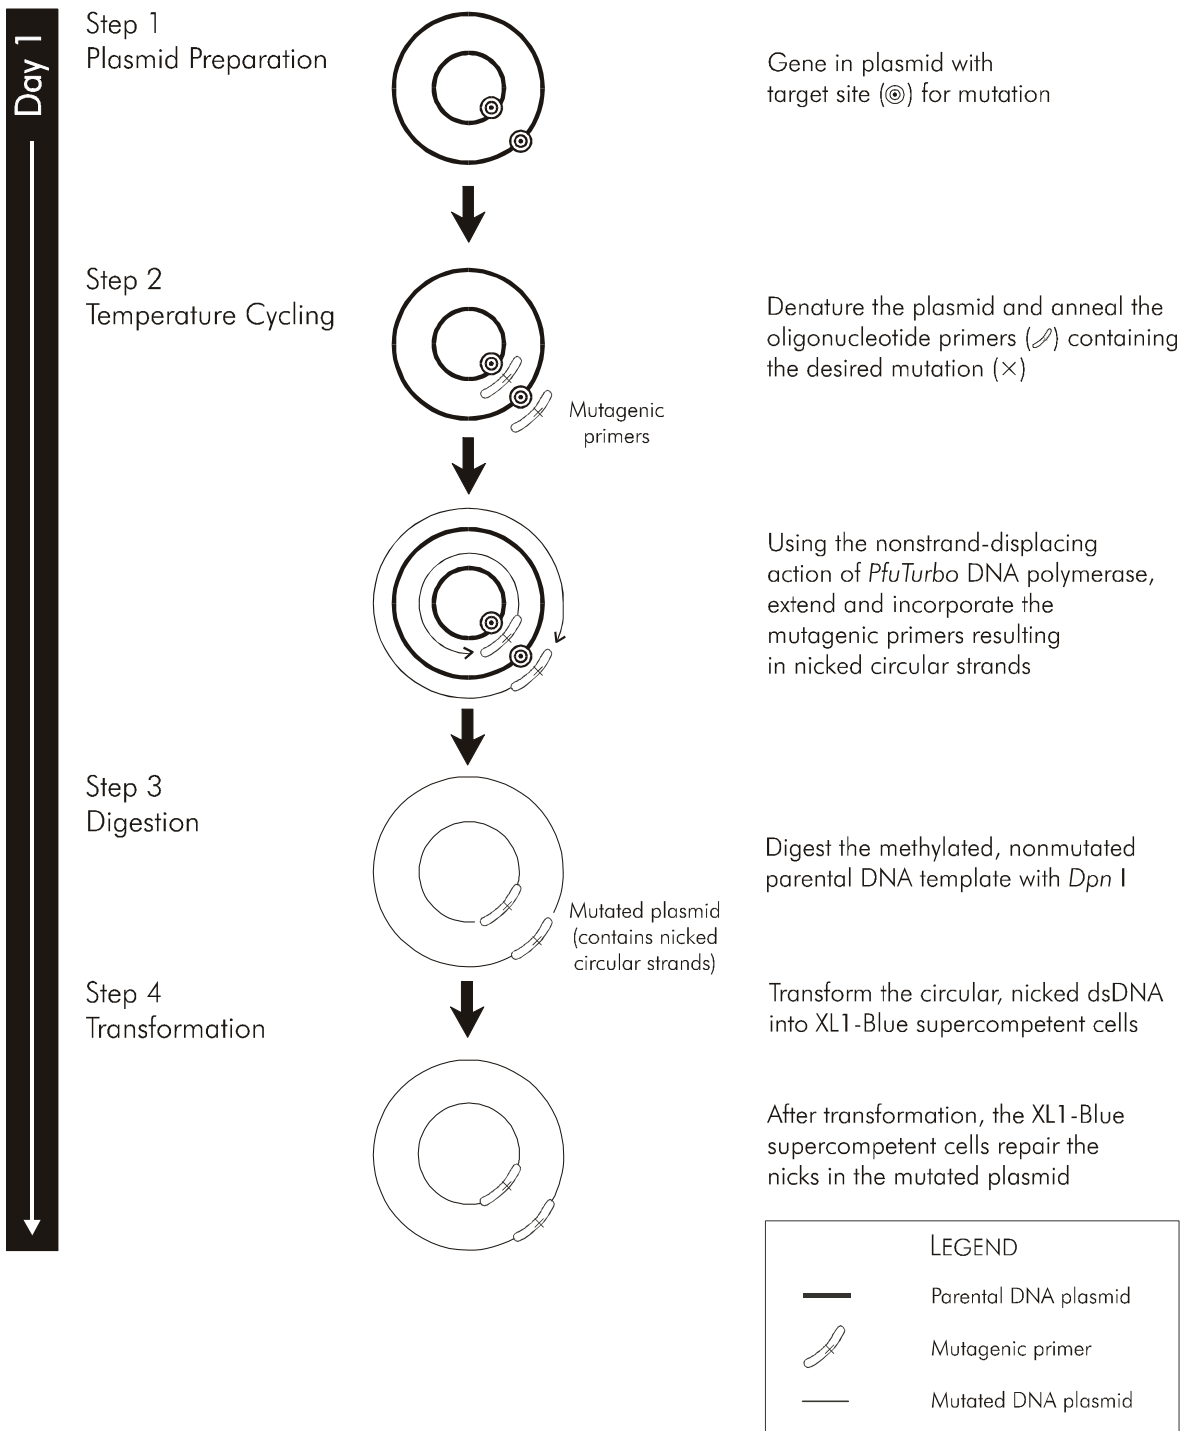 Day 1
Step 1
Plasmid Preparation
Gene in plasmid with
target site (◎) for mutation
Step 2
Temperature Cycling
Denature the plasmid and anneal the
oligonucleotide primers ( ) containing
the desired mutation (×)
Mutagenic
primers
Using the nonstrand-displacing
action of PfuTurbo DNA polymerase,
extend and incorporate the
mutagenic primers resulting
in nicked circular strands
Step 3
Digestion
Digest the methylated, nonmutated
parental DNA template with Dpn I
Mutated plasmid
(contains nicked
circular strands)
Step 4
Transformation
Transform the circular, nicked dsDNA
into XL1-Blue supercompetent cells
After transformation, the XL1-Blue
supercompetent cells repair the
nicks in the mutated plasmid
LEGEND
Parental DNA plasmid
Mutagenic primer
Mutated DNA plasmid